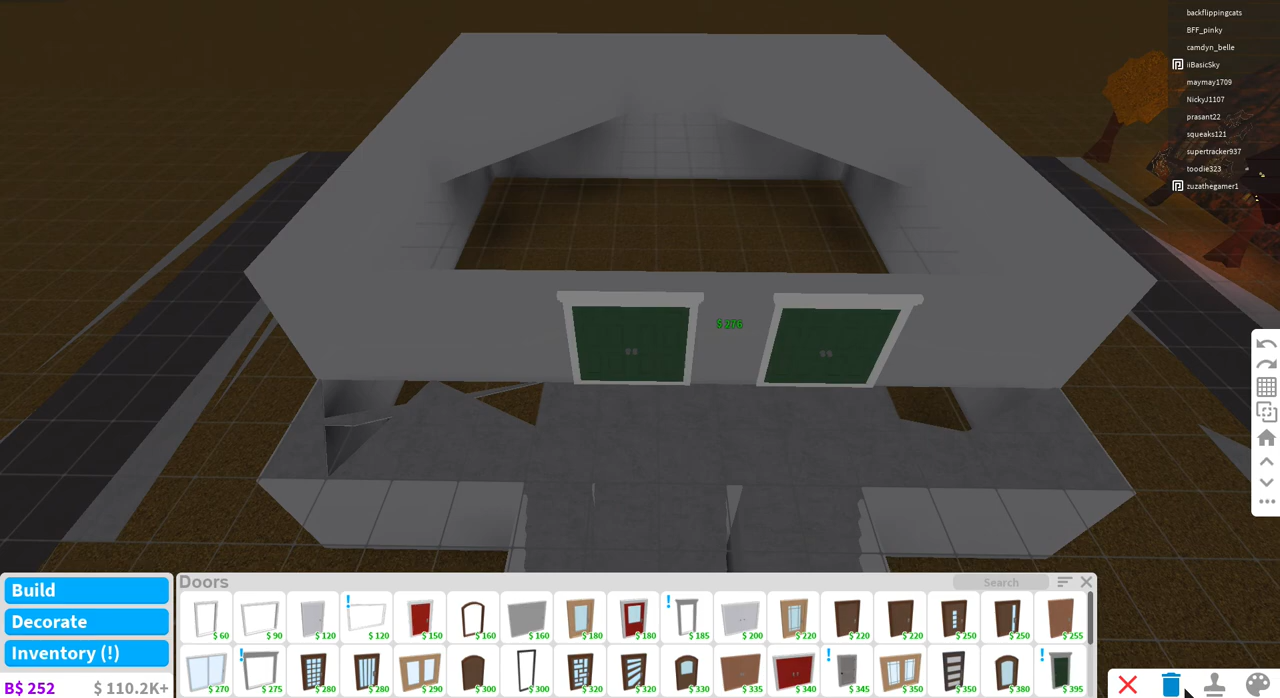 backflippingcats
BFF_pinky
camdyn_belle
iiBasicSky
maymay1709
NickyJ1107
prasant22
squeaks121
supertracker937
toodie323
zuzathegamer1
$ 276
Build
Decorate
Inventory (!)
B$ 252 $ 110.2K+
Doors Search
! !
$ 60 $ 90 $ 120 $ 120 $ 150 $ 160 $ 160 $ 180 $ 180 $ 185 $ 200 $ 220 $ 220 $ 220 $ 250 $ 250 $ 255
! ! !
$ 270 $ 275 $ 280 $ 280 $ 290 $ 300 $ 300 $ 320 $ 320 $ 330 $ 335 $ 340 $ 345 $ 350 $ 350 $ 380 $ 395